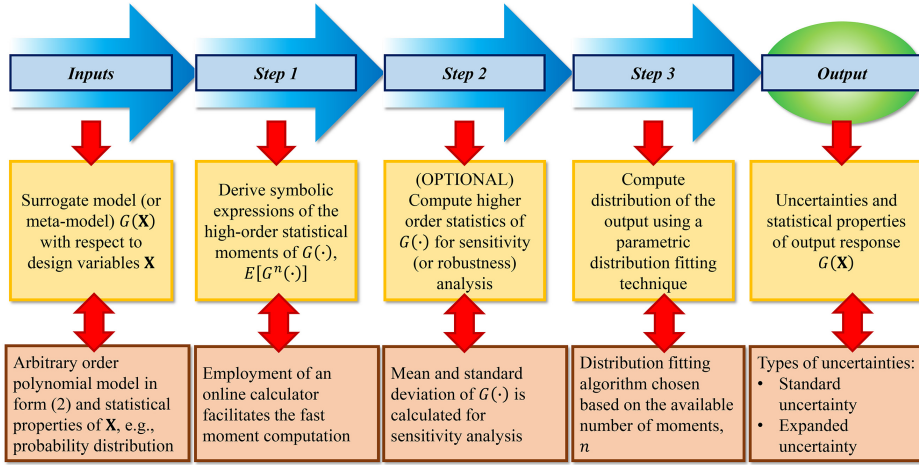 Inputs
Step 1
Step 2
Step 3
Output
Surrogate model (or
meta-model) G(X)
with respect to
design variables X
Derive symbolic
expressions of the
high-order statistical
moments of G(·),
E[Gⁿ(·)]
(OPTIONAL)
Compute higher
order statistics of
G(·) for sensitivity
(or robustness)
analysis
Compute
distribution of the
output using a
parametric
distribution fitting
technique
Uncertainties and
statistical properties
of output response
G(X)
Arbitrary order
polynomial model in
form (2) and statistical
properties of X, e.g.,
probability distribution
Employment of an
online calculator
facilitates the fast
moment computation
Mean and standard
deviation of G(·) is
calculated for
sensitivity analysis
Distribution fitting
algorithm chosen
based on the available
number of moments,
n
Types of uncertainties:
• Standard
uncertainty
• Expanded
uncertainty